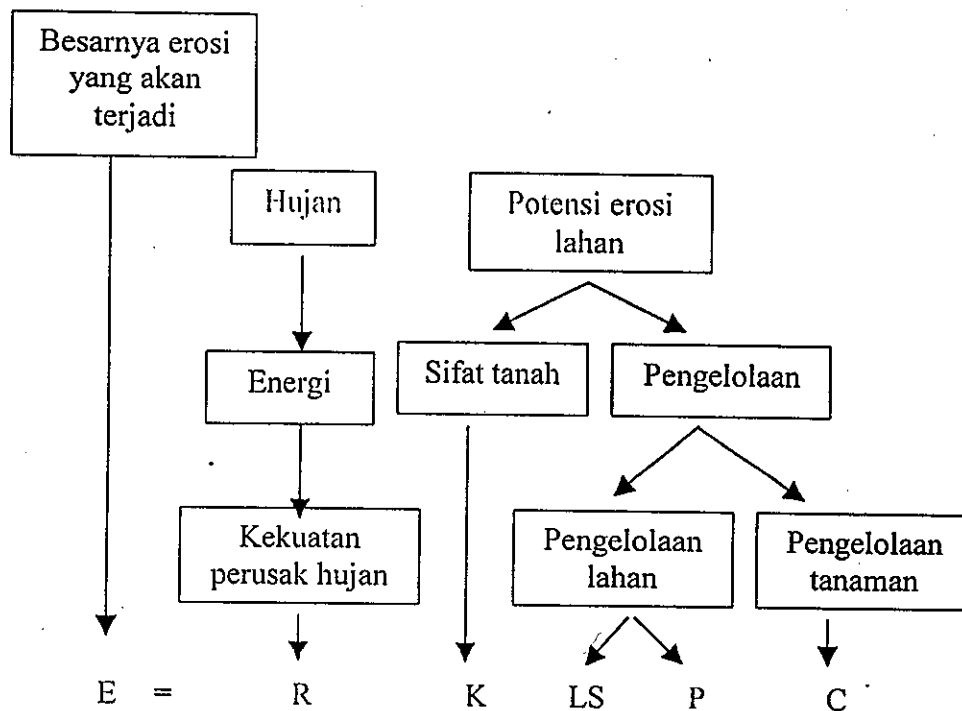 Besarnya erosi
yang akan
terjadi
Hujan
Potensi erosi
lahan
Energi
Sifat tanah
Pengelolaan
Kekuatan
perusak hujan
Pengelolaan
lahan
Pengelolaan
tanaman
E = R K LS P C